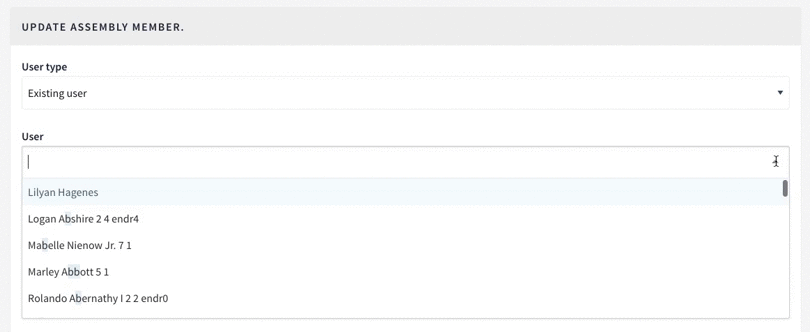 UPDATE ASSEMBLY MEMBER.
User type
Existing user
User
Lilyan Hagenes
Logan Abshire 2 4 endr4
Mabelle Nienow Jr. 7 1
Marley Abbott 5 1
Rolando Abernathy I 2 2 endr0